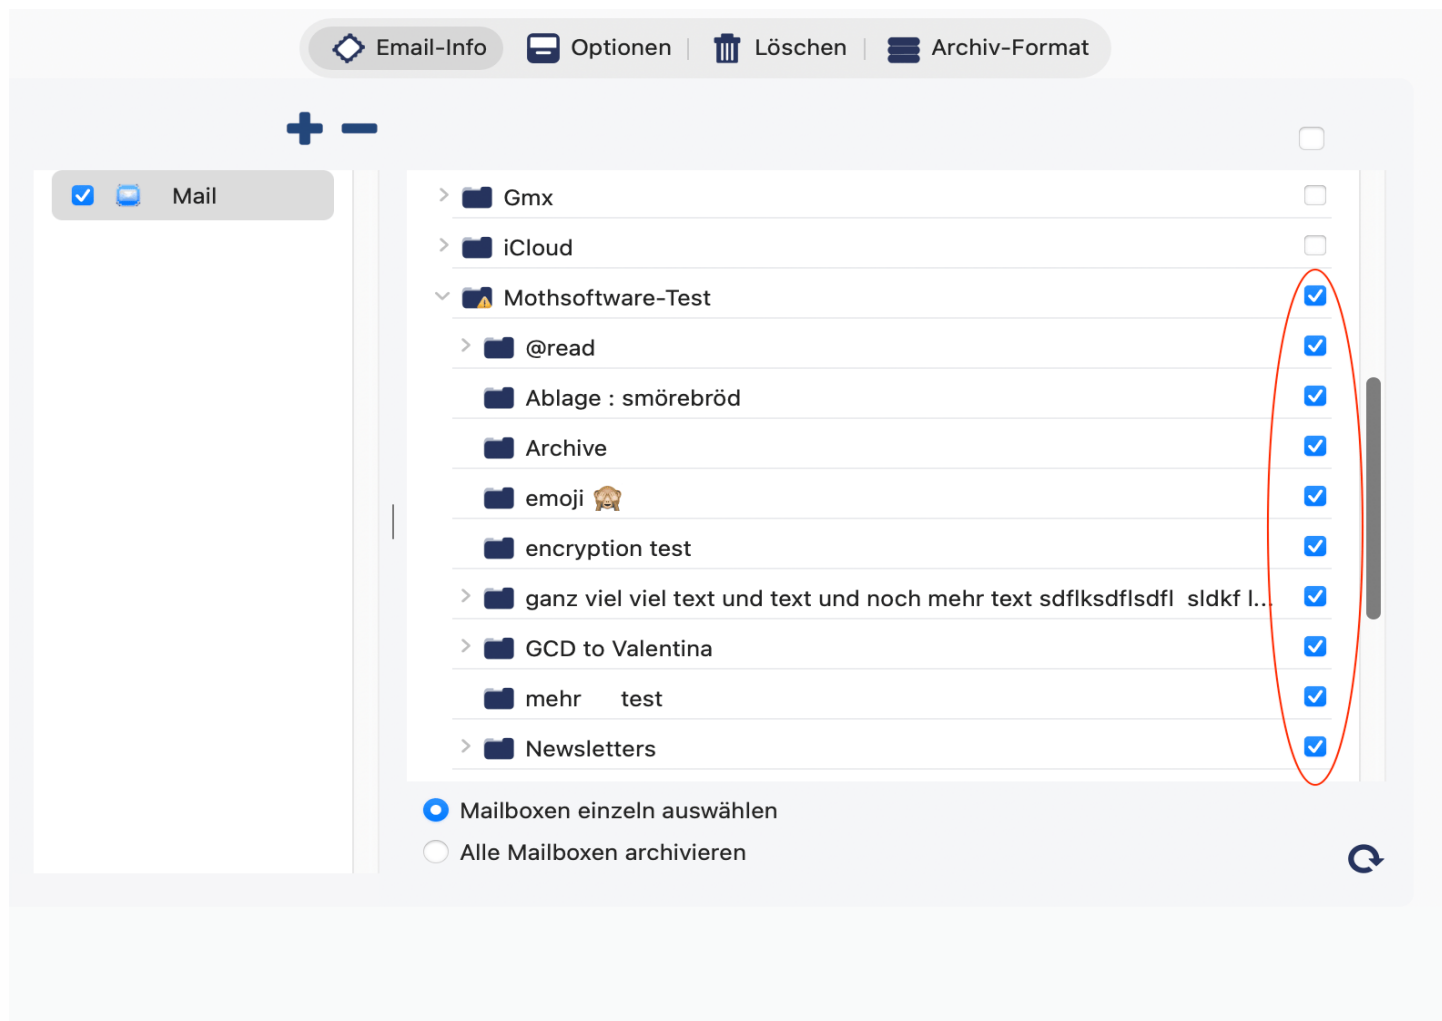 Email-Info Optionen Löschen Archiv-Format
Mail
Gmx
iCloud
Mothsoftware-Test
@read
Ablage : smörebröd
Archive
emoji 🙈
encryption test
ganz viel viel text und text und noch mehr text sdflksdflsdfl sldkf l...
GCD to Valentina
mehr test
Newsletters
Mailboxen einzeln auswählen
Alle Mailboxen archivieren